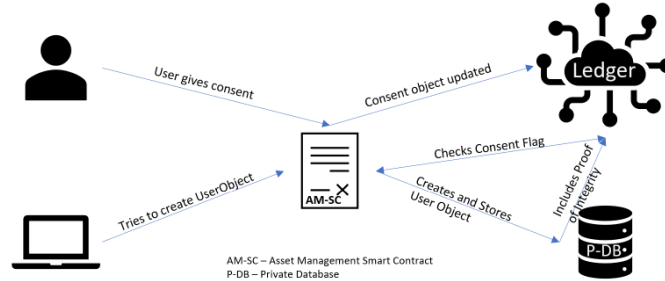 User gives consent
Consent object updated
Ledger
Checks Consent Flag
Tries to create UserObject
AM-SC
Creates and Stores
User Object
Includes Proof
of Integrity
P-DB
AM-SC – Asset Management Smart Contract
P-DB – Private Database